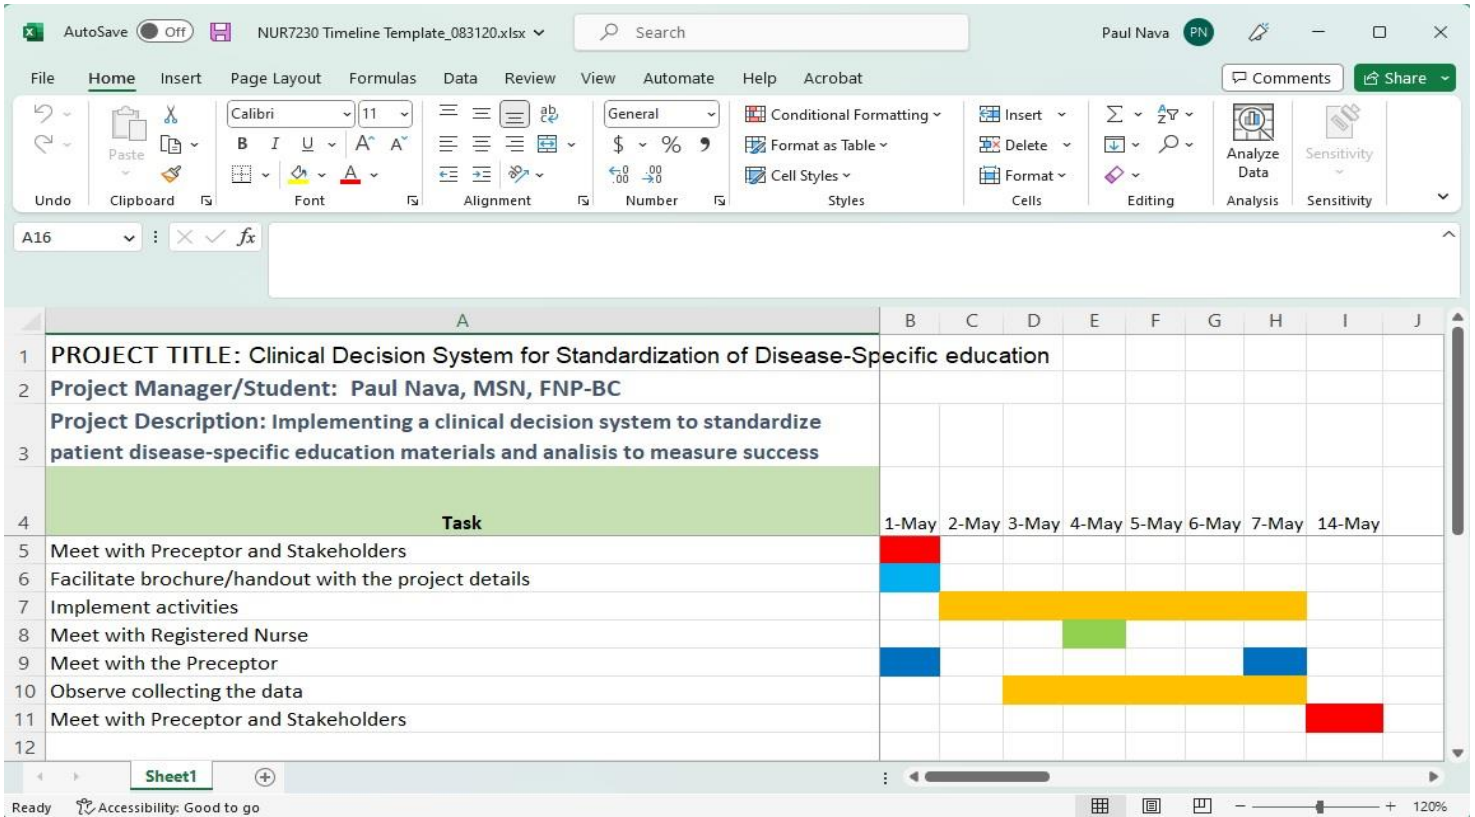 AutoSave Off NUR7230 Timeline Template_083120.xlsx Search Paul Nava PN
File Home Insert Page Layout Formulas Data Review View Automate Help Acrobat Comments Share
Calibri 11 ab General Conditional Formatting Insert
Paste B I U A A $ % Format as Table Delete Analyze Data Sensitivity
A Cell Styles Format
Undo Clipboard Font Alignment Number Styles Cells Editing Analysis Sensitivity
A16 fx
A B C D E F G H I J
1 PROJECT TITLE: Clinical Decision System for Standardization of Disease-Specific education
2 Project Manager/Student: Paul Nava, MSN, FNP-BC
Project Description: Implementing a clinical decision system to standardize
3 patient disease-specific education materials and analisis to measure success
4 Task 1-May 2-May 3-May 4-May 5-May 6-May 7-May 14-May
5 Meet with Preceptor and Stakeholders
6 Facilitate brochure/handout with the project details
7 Implement activities
8 Meet with Registered Nurse
9 Meet with the Preceptor
10 Observe collecting the data
11 Meet with Preceptor and Stakeholders
12
Sheet1
Ready Accessibility: Good to go 120%